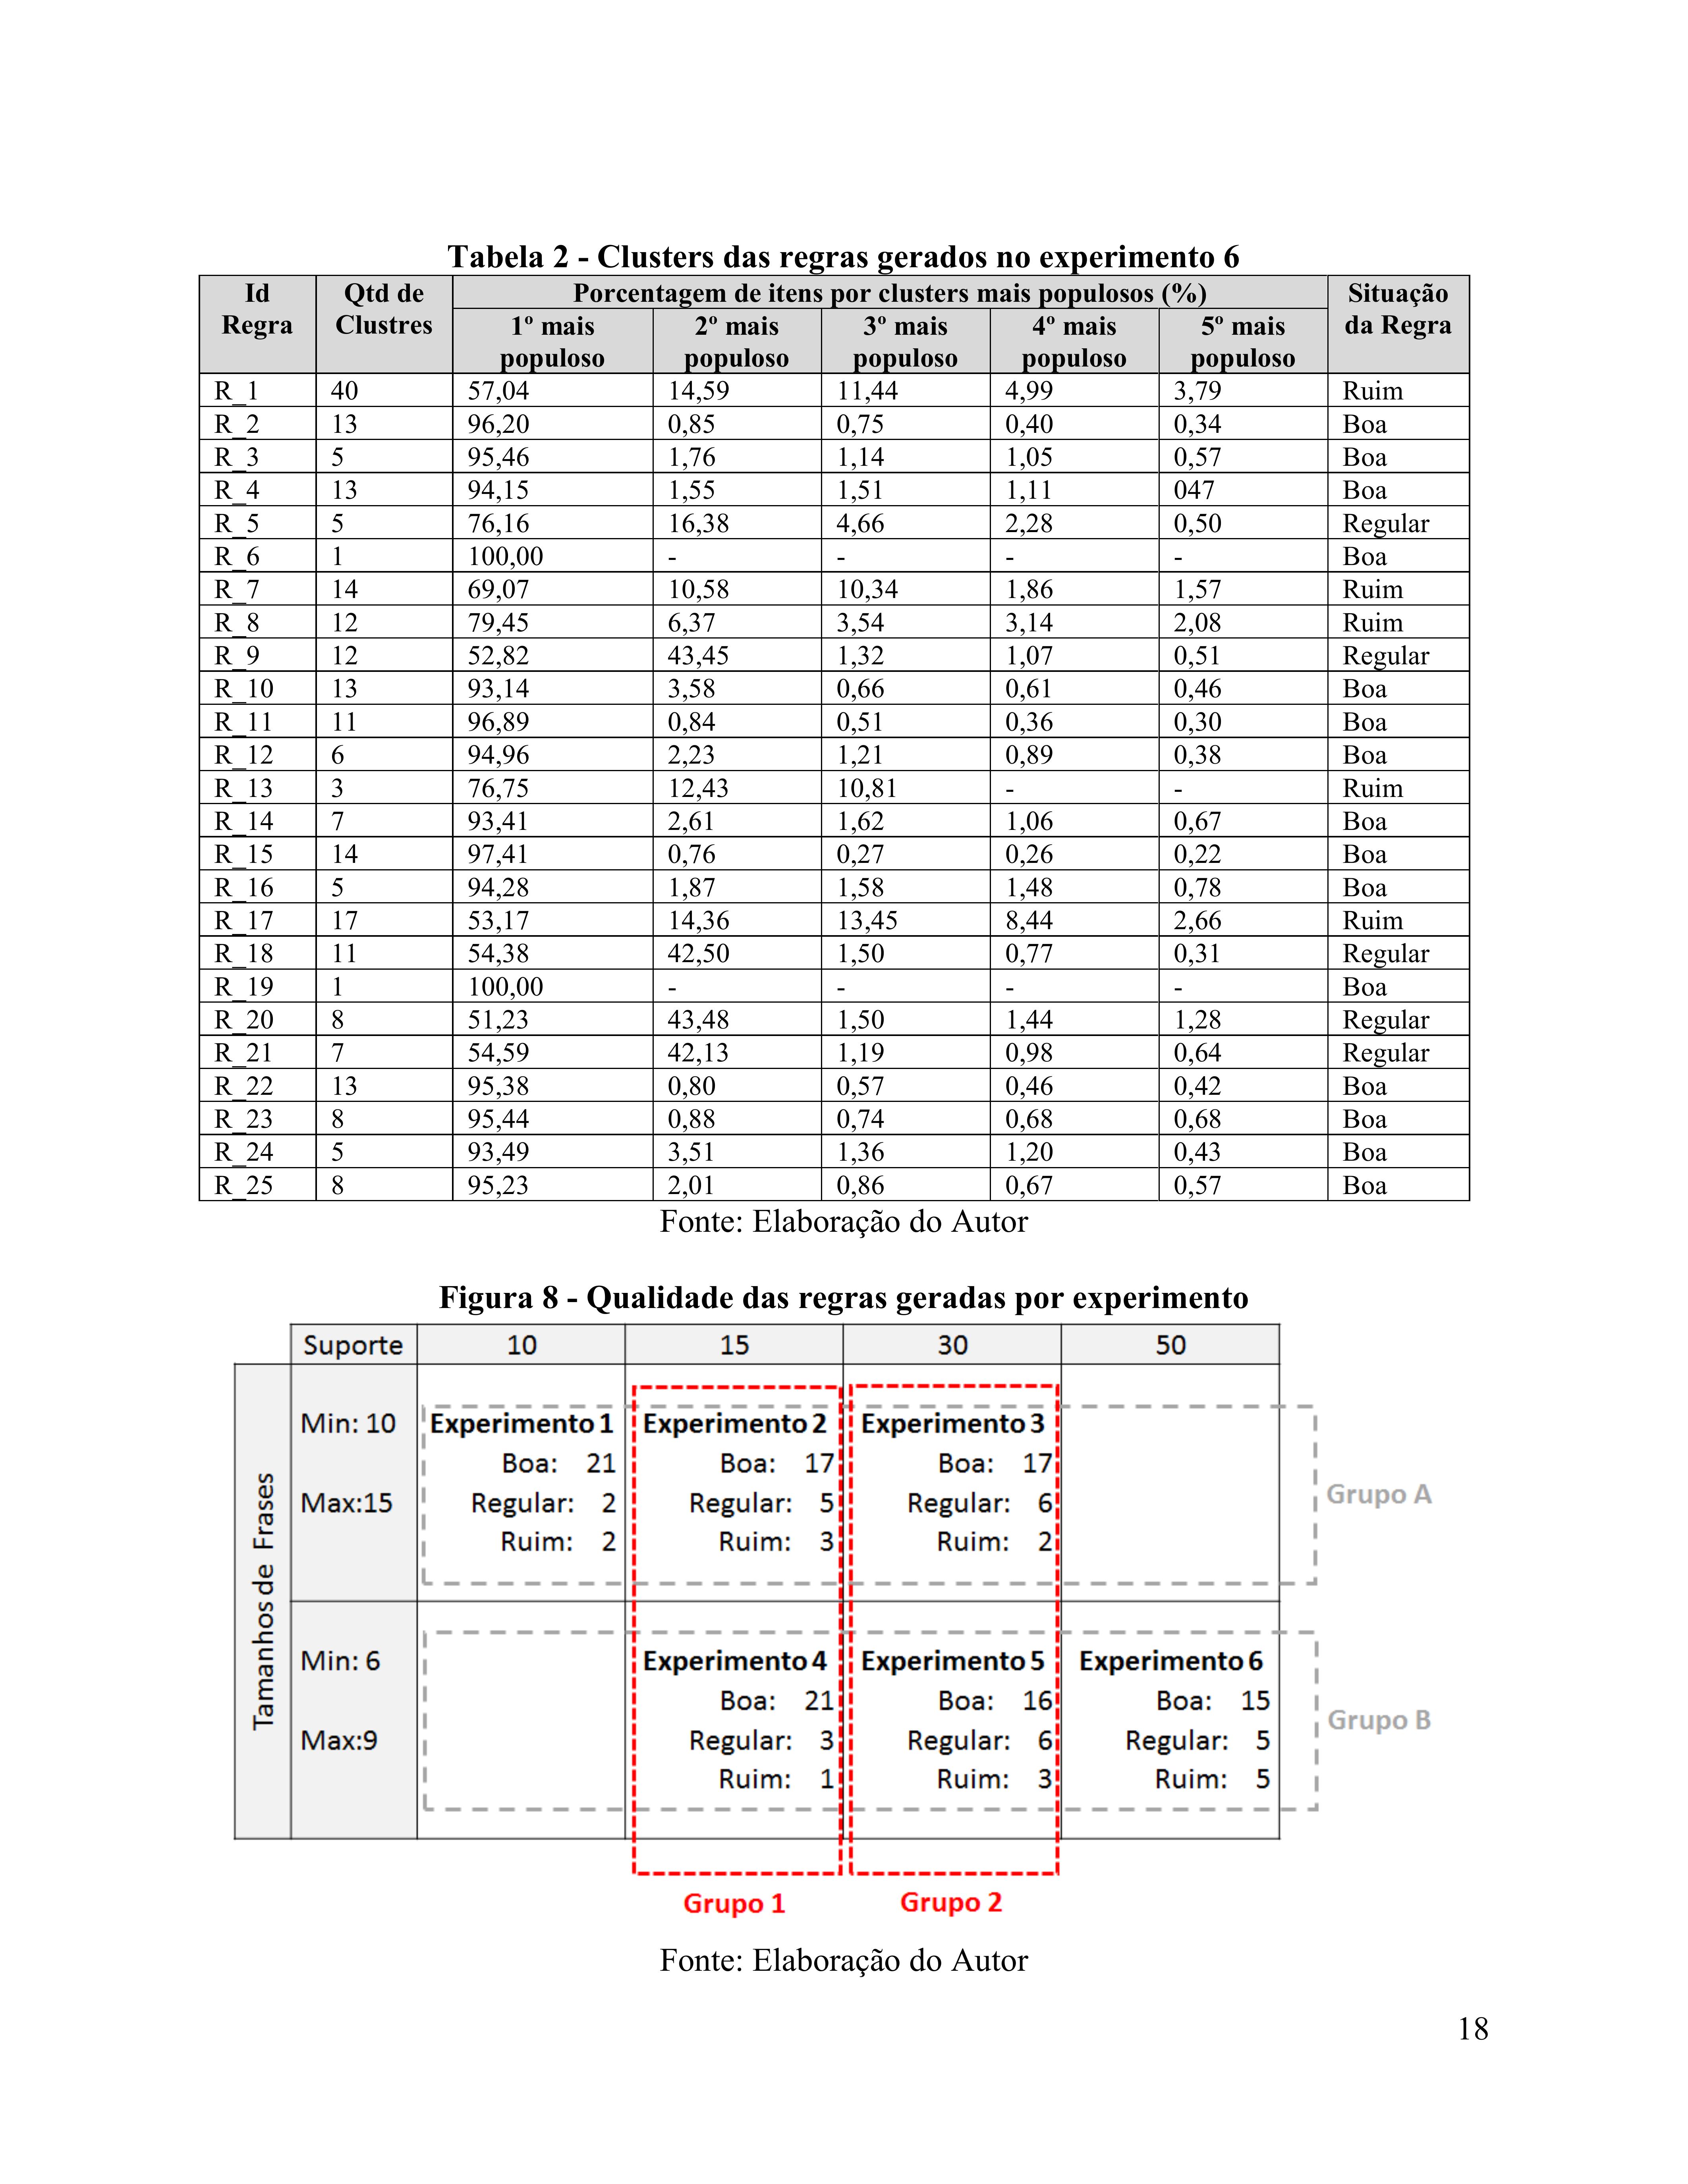 Tabela 2 - Clusters das regras gerados no experimento 6
Id Regra Qtd de Clustres Porcentagem de itens por clusters mais populosos (%) Situação da Regra
1º mais populoso 2º mais populoso 3º mais populoso 4º mais populoso 5º mais populoso
R_1 40 57,04 14,59 11,44 4,99 3,79 Ruim
R_2 13 96,20 0,85 0,75 0,40 0,34 Boa
R_3 5 95,46 1,76 1,14 1,05 0,57 Boa
R_4 13 94,15 1,55 1,51 1,11 047 Boa
R_5 5 76,16 16,38 4,66 2,28 0,50 Regular
R_6 1 100,00 - - - - Boa
R_7 14 69,07 10,58 10,34 1,86 1,57 Ruim
R_8 12 79,45 6,37 3,54 3,14 2,08 Ruim
R_9 12 52,82 43,45 1,32 1,07 0,51 Regular
R_10 13 93,14 3,58 0,66 0,61 0,46 Boa
R_11 11 96,89 0,84 0,51 0,36 0,30 Boa
R_12 6 94,96 2,23 1,21 0,89 0,38 Boa
R_13 3 76,75 12,43 10,81 - - Ruim
R_14 7 93,41 2,61 1,62 1,06 0,67 Boa
R_15 14 97,41 0,76 0,27 0,26 0,22 Boa
R_16 5 94,28 1,87 1,58 1,48 0,78 Boa
R_17 17 53,17 14,36 13,45 8,44 2,66 Ruim
R_18 11 54,38 42,50 1,50 0,77 0,31 Regular
R_19 1 100,00 - - - - Boa
R_20 8 51,23 43,48 1,50 1,44 1,28 Regular
R_21 7 54,59 42,13 1,19 0,98 0,64 Regular
R_22 13 95,38 0,80 0,57 0,46 0,42 Boa
R_23 8 95,44 0,88 0,74 0,68 0,68 Boa
R_24 5 93,49 3,51 1,36 1,20 0,43 Boa
R_25 8 95,23 2,01 0,86 0,67 0,57 Boa
Fonte: Elaboração do Autor
Figura 8 - Qualidade das regras geradas por experimento
Suporte 10 15 30 50
Tamanhos de Frases
Min: 10 Experimento 1 Experimento 2 Experimento 3
Boa: 21 Boa: 17 Boa: 17
Max:15 Regular: 2 Regular: 5 Regular: 6
Ruim: 2 Ruim: 3 Ruim: 2
Grupo A
Min: 6 Experimento 4 Experimento 5 Experimento 6
Boa: 21 Boa: 16 Boa: 15
Max:9 Regular: 3 Regular: 6 Regular: 5
Ruim: 1 Ruim: 3 Ruim: 5
Grupo B
Grupo 1 Grupo 2
Fonte: Elaboração do Autor
18